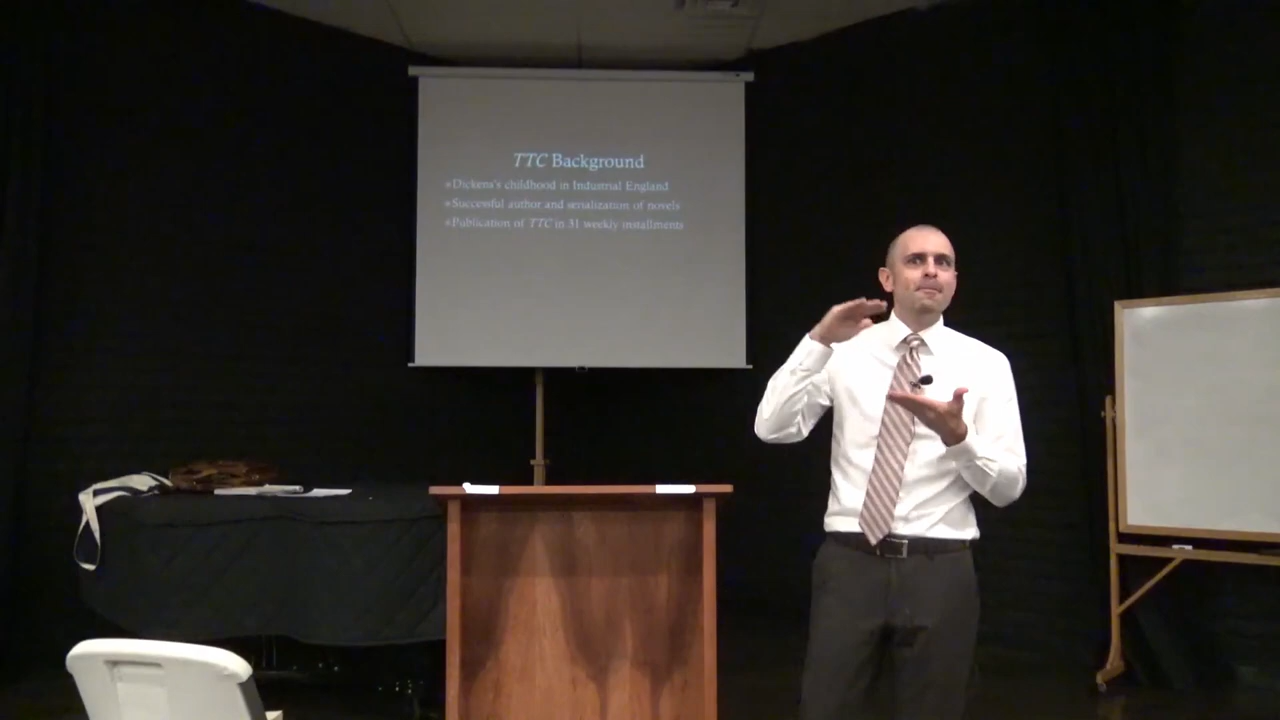 TTC Background
Dickens's childhood in Industrial England
Successful author and serialization of novels
Publication of TTC in 31 weekly installments